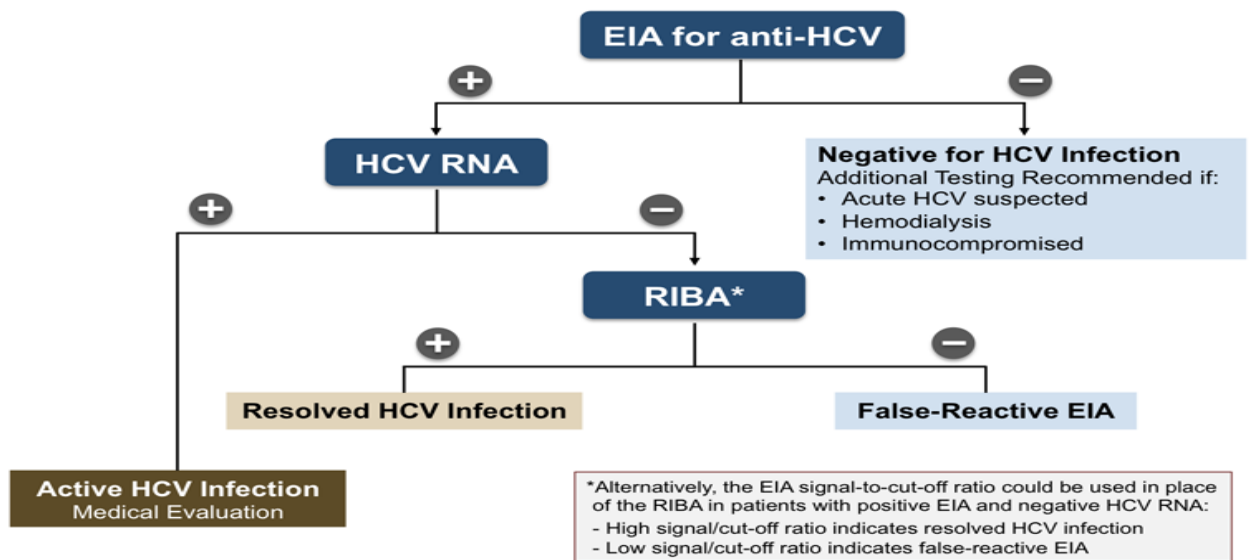 EIA for anti-HCV
+
−
HCV RNA
Negative for HCV Infection
Additional Testing Recommended if:
• Acute HCV suspected
• Hemodialysis
• Immunocompromised
+
−
RIBA*
+
−
Resolved HCV Infection
False-Reactive EIA
Active HCV Infection
Medical Evaluation
*Alternatively, the EIA signal-to-cut-off ratio could be used in place
of the RIBA in patients with positive EIA and negative HCV RNA:
- High signal/cut-off ratio indicates resolved HCV infection
- Low signal/cut-off ratio indicates false-reactive EIA